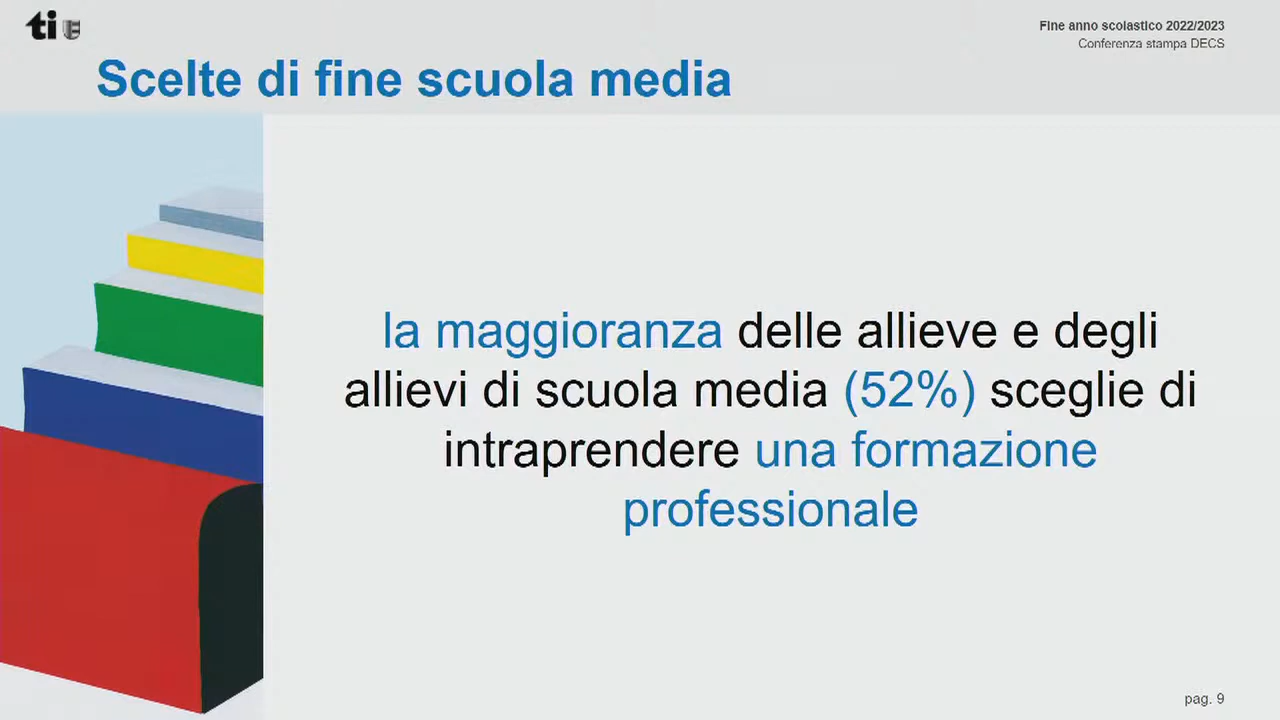 ti
Fine anno scolastico 2022/2023
Conferenza stampa DECS
Scelte di fine scuola media
la maggioranza delle allieve e degli
allievi di scuola media (52%) sceglie di
intraprendere una formazione
professionale
pag. 9